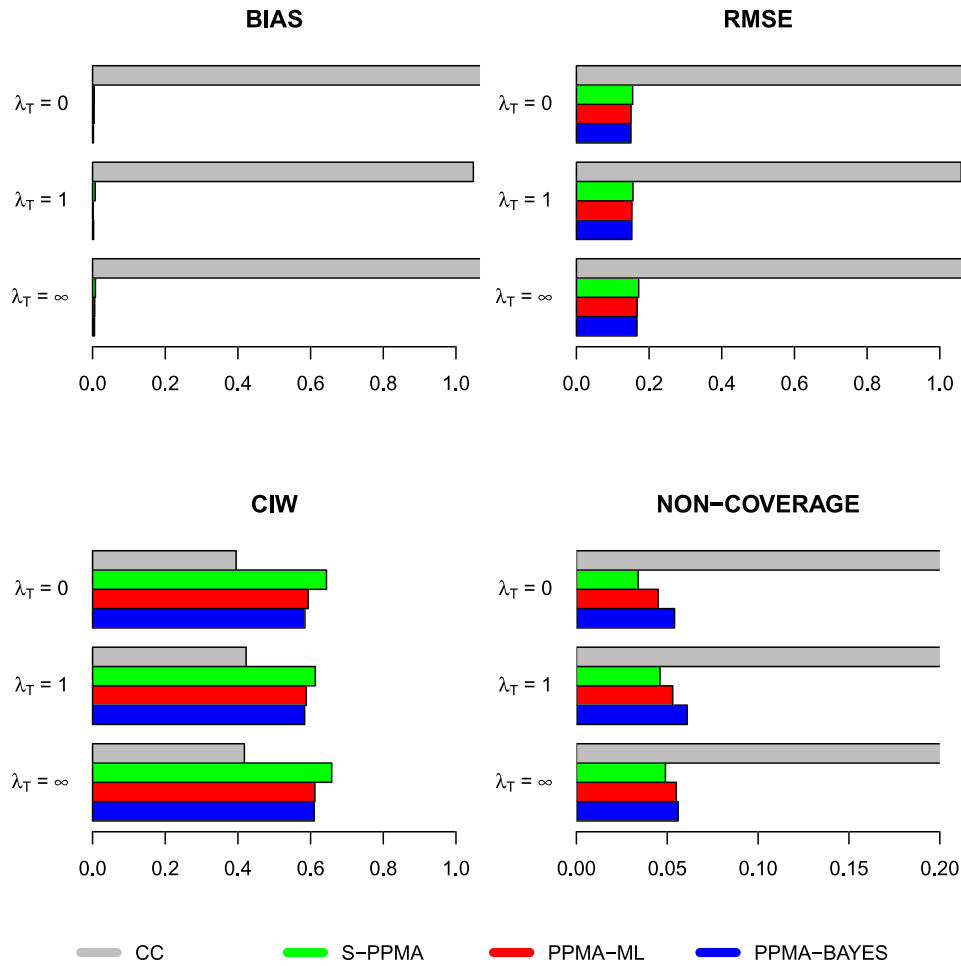 BIAS
λT = 0
λT = 1
λT = ∞
0.0 0.2 0.4 0.6 0.8 1.0
RMSE
λT = 0
λT = 1
λT = ∞
0.0 0.2 0.4 0.6 0.8 1.0
CIW
λT = 0
λT = 1
λT = ∞
0.0 0.2 0.4 0.6 0.8 1.0
NON−COVERAGE
λT = 0
λT = 1
λT = ∞
0.00 0.05 0.10 0.15 0.20
CC S−PPMA PPMA−ML PPMA−BAYES